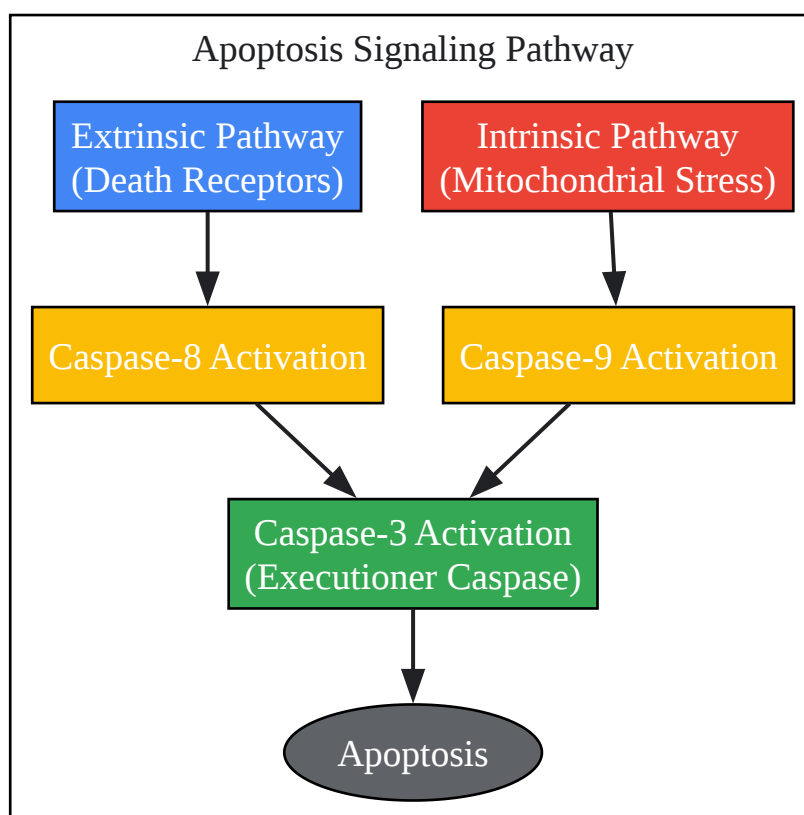 Apoptosis Signaling Pathway
Extrinsic Pathway
(Death Receptors)
Intrinsic Pathway
(Mitochondrial Stress)
Caspase-8 Activation
Caspase-9 Activation
Caspase-3 Activation
(Executioner Caspase)
Apoptosis